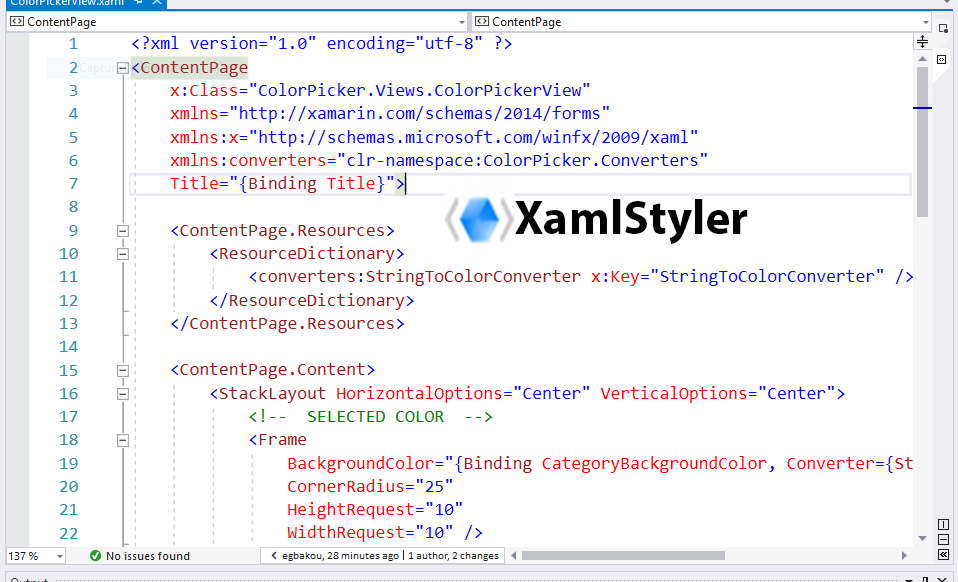 ColorPickerView.xaml
ContentPage
ContentPage
1 <?xml version="1.0" encoding="utf-8" ?>
2 <ContentPage
3 x:Class="ColorPicker.Views.ColorPickerView"
4 xmlns="http://xamarin.com/schemas/2014/forms"
5 xmlns:x="http://schemas.microsoft.com/winfx/2009/xaml"
6 xmlns:converters="clr-namespace:ColorPicker.Converters"
7 Title="{Binding Title}">
8
XamlStyler
9 <ContentPage.Resources>
10 <ResourceDictionary>
11 <converters:StringToColorConverter x:Key="StringToColorConverter" />
12 </ResourceDictionary>
13 </ContentPage.Resources>
14
15 <ContentPage.Content>
16 <StackLayout HorizontalOptions="Center" VerticalOptions="Center">
17 <!-- SELECTED COLOR -->
18 <Frame
19 BackgroundColor="{Binding CategoryBackgroundColor, Converter={St
20 CornerRadius="25"
21 HeightRequest="10"
22 WidthRequest="10" />
137 %
No issues found
egbakou, 28 minutes ago | 1 author, 2 changes
Output